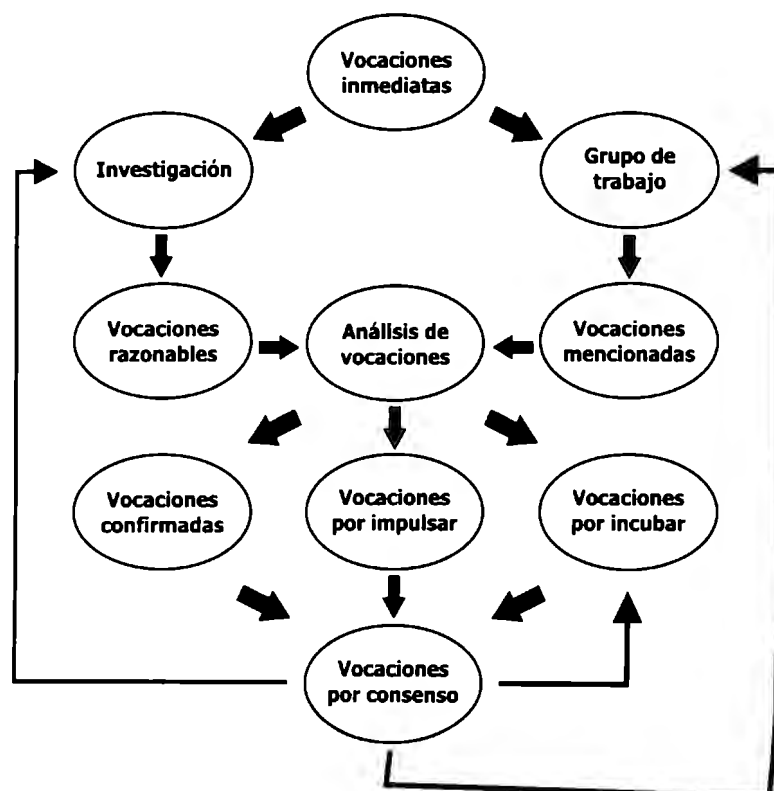 Vocaciones
inmediatas
Investigación
Grupo de
trabajo
Vocaciones
razonables
Análisis de
vocaciones
Vocaciones
mencionadas
Vocaciones
confirmadas
Vocaciones
por impulsar
Vocaciones
por incubar
Vocaciones
por consenso